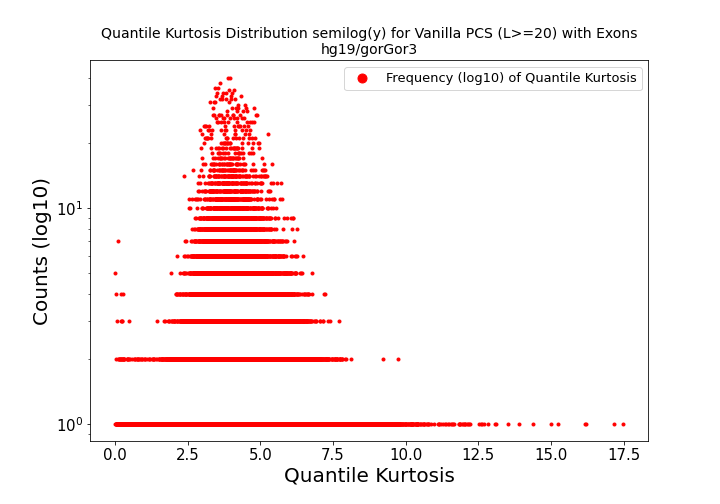 Quantile Kurtosis Distribution semilog(y) for Vanilla PCS (L>=20) with Exons
hg19/gorGor3
Frequency (log10) of Quantile Kurtosis
Counts (log10)
10¹
10⁰
0.0 2.5 5.0 7.5 10.0 12.5 15.0 17.5
Quantile Kurtosis